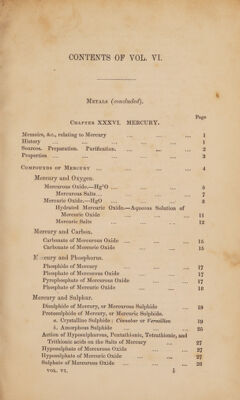 CONTENTS OF VOL. VI.
METALS (concluded).
Page
CHAPTER XXXVI. MERCURY.
Memoirs, &c., relating to Mercury ... ... ... ... 1
History ... ... ... ... ... ... 1
Sources. Preparation. Purification. ... ... ... ... 2
Properties ... ... ... ... ... ... 3
COMPOUNDS OF MERCURY ... ... ... ... ... 4
Mercury and Oxygen.
Mercurous Oxide.—Hg²O ... ... ... ... ... 5
Mercurous Salts ... ... ... ... ... 7
Mercuric Oxide.—HgO ... ... ... ... ... 8
Hydrated Mercuric Oxide.—Aqueous Solution of
Mercuric Oxide ... ... ... ... 11
Mercuric Salts ... ... ... ... 12
Mercury and Carbon.
Carbonate of Mercurous Oxide ... ... ... ... 15
Carbonate of Mercuric Oxide ... ... ... ... 15
Mercury and Phosphorus.
Phosphide of Mercury ... ... ... ... 17
Phosphate of Mercurous Oxide ... ... ... ... 17
Pyrophosphate of Mercurous Oxide ... ... ... 17
Phosphate of Mercuric Oxide ... ... ... ... 18
Mercury and Sulphur.
Disulphide of Mercury, or Mercurous Sulphide ... ... 18
Protosulphide of Mercury, or Mercuric Sulphide.
a. Crystalline Sulphide: Cinnabar or Vermilion ... 19
b. Amorphous Sulphide ... ... ... ... 25
Action of Hyposulphurous, Pentathionic, Tetrathionic, and
Trithionic acids on the Salts of Mercury ... ... 27
Hyposulphate of Mercurous Oxide ... ... ... 27
Hyposulphate of Mercuric Oxide ... ... ... 27
Sulphate of Mercurous Oxide ... ... ... ... 28
VOL. VI. b